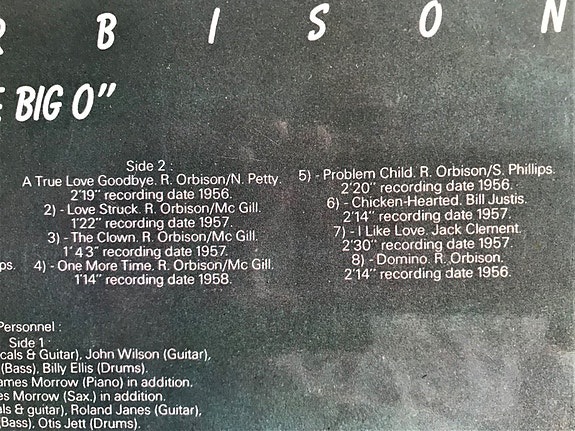 R B I S O N
E BIG O"
Side 2 :
A True Love Goodbye. R. Orbison/N. Petty.
2'19" recording date 1956.
2) - Love Struck. R. Orbison/Mc Gill.
1'22" recording date 1957.
3) - The Clown. R. Orbison/Mc Gill.
1'43" recording date 1957.
ps. 4) - One More Time. R. Orbison/Mc Gill.
1'14" recording date 1958.
5) - Problem Child. R. Orbison/S. Phillips.
2'20" recording date 1956.
6) - Chicken-Hearted. Bill Justis.
2'14" recording date 1957.
7) - I Like Love. Jack Clement.
2'30" recording date 1957
8) - Domino. R. Orbison.
2'14" recording date 1956.
Personnel :
Side 1 :
cals & Guitar), John Wilson (Guitar),
(Bass), Billy Ellis (Drums).
ames Morrow (Piano) in addition.
es Morrow (Sax.) in addition.
als & guitar), Roland Janes (Guitar),
(Bass), Otis Jett (Drums).